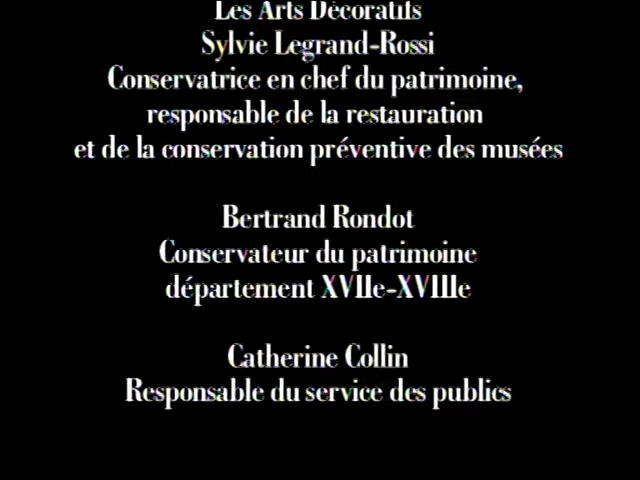 Les Arts Décoratifs
Sylvie Legrand-Rossi
Conservatrice en chef du patrimoine,
responsable de la restauration
et de la conservation préventive des musées
Bertrand Rondot
Conservateur du patrimoine
département XVIIe-XVIIIe
Catherine Collin
Responsable du service des publics